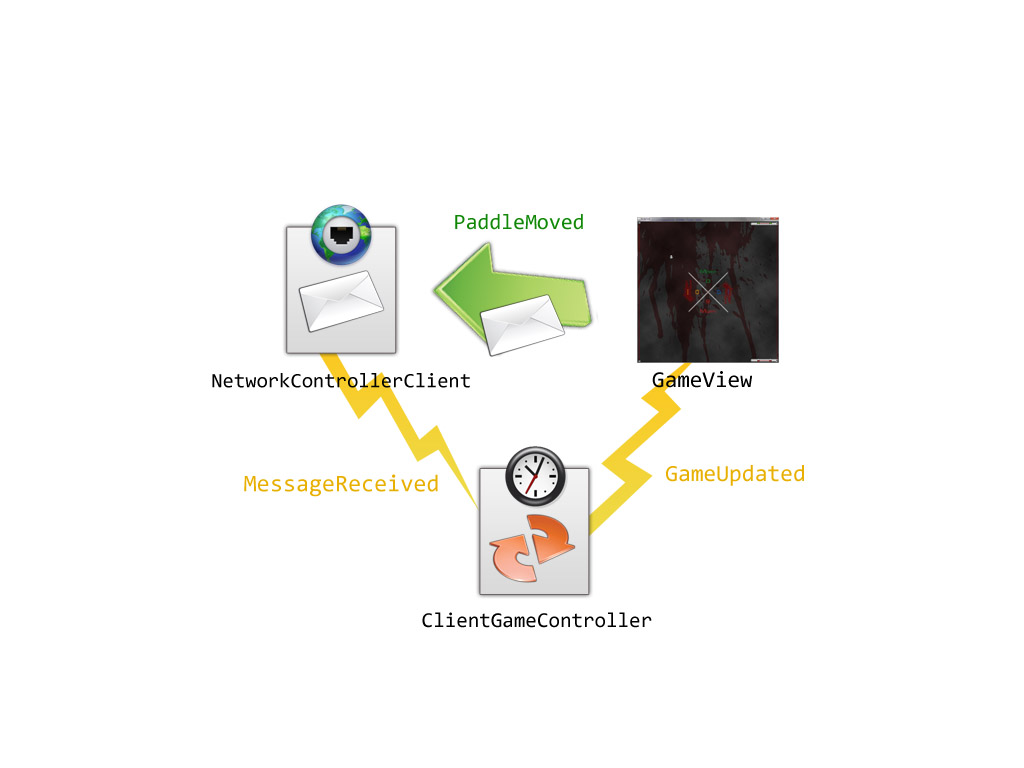 PaddleMoved
NetworkControllerClient
GameView
MessageReceived
GameUpdated
ClientGameController